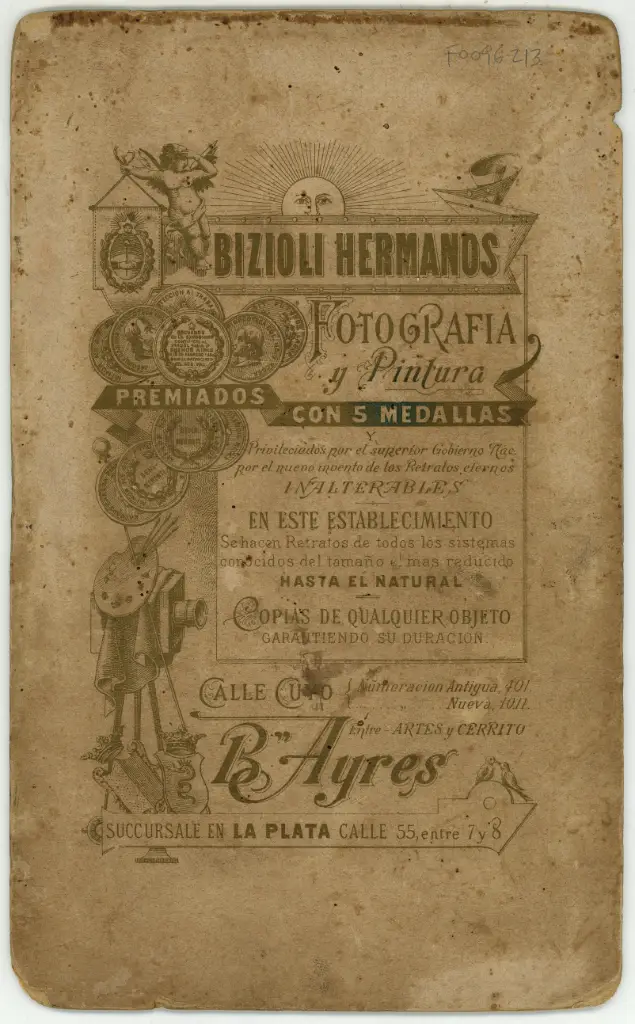 F0096-213
BIZIOLI HERMANOS
FOTOGRAFIA
y Pintura
PREMIADOS
CON 5 MEDALLAS
Y
Privilegiados por el superior Gobierno Nac.
por el nuevo invento de los Retratos eternos
INALTERABLES
EN ESTE ESTABLECIMIENTO
Se hacen Retratos de todos los sistemas
conocidos del tamaño el mas reducido
HASTA EL NATURAL
COPIAS DE QUALQUIER OBJETO
GARANTIENDO SU DURACION.
CALLE CUYO { Numeracion Antigua, 401.
" Nueva, 1011.
Entre - ARTES y CERRITO
Bs Ayres
SUCCURSALE EN LA PLATA CALLE 55, entre 7 y 8